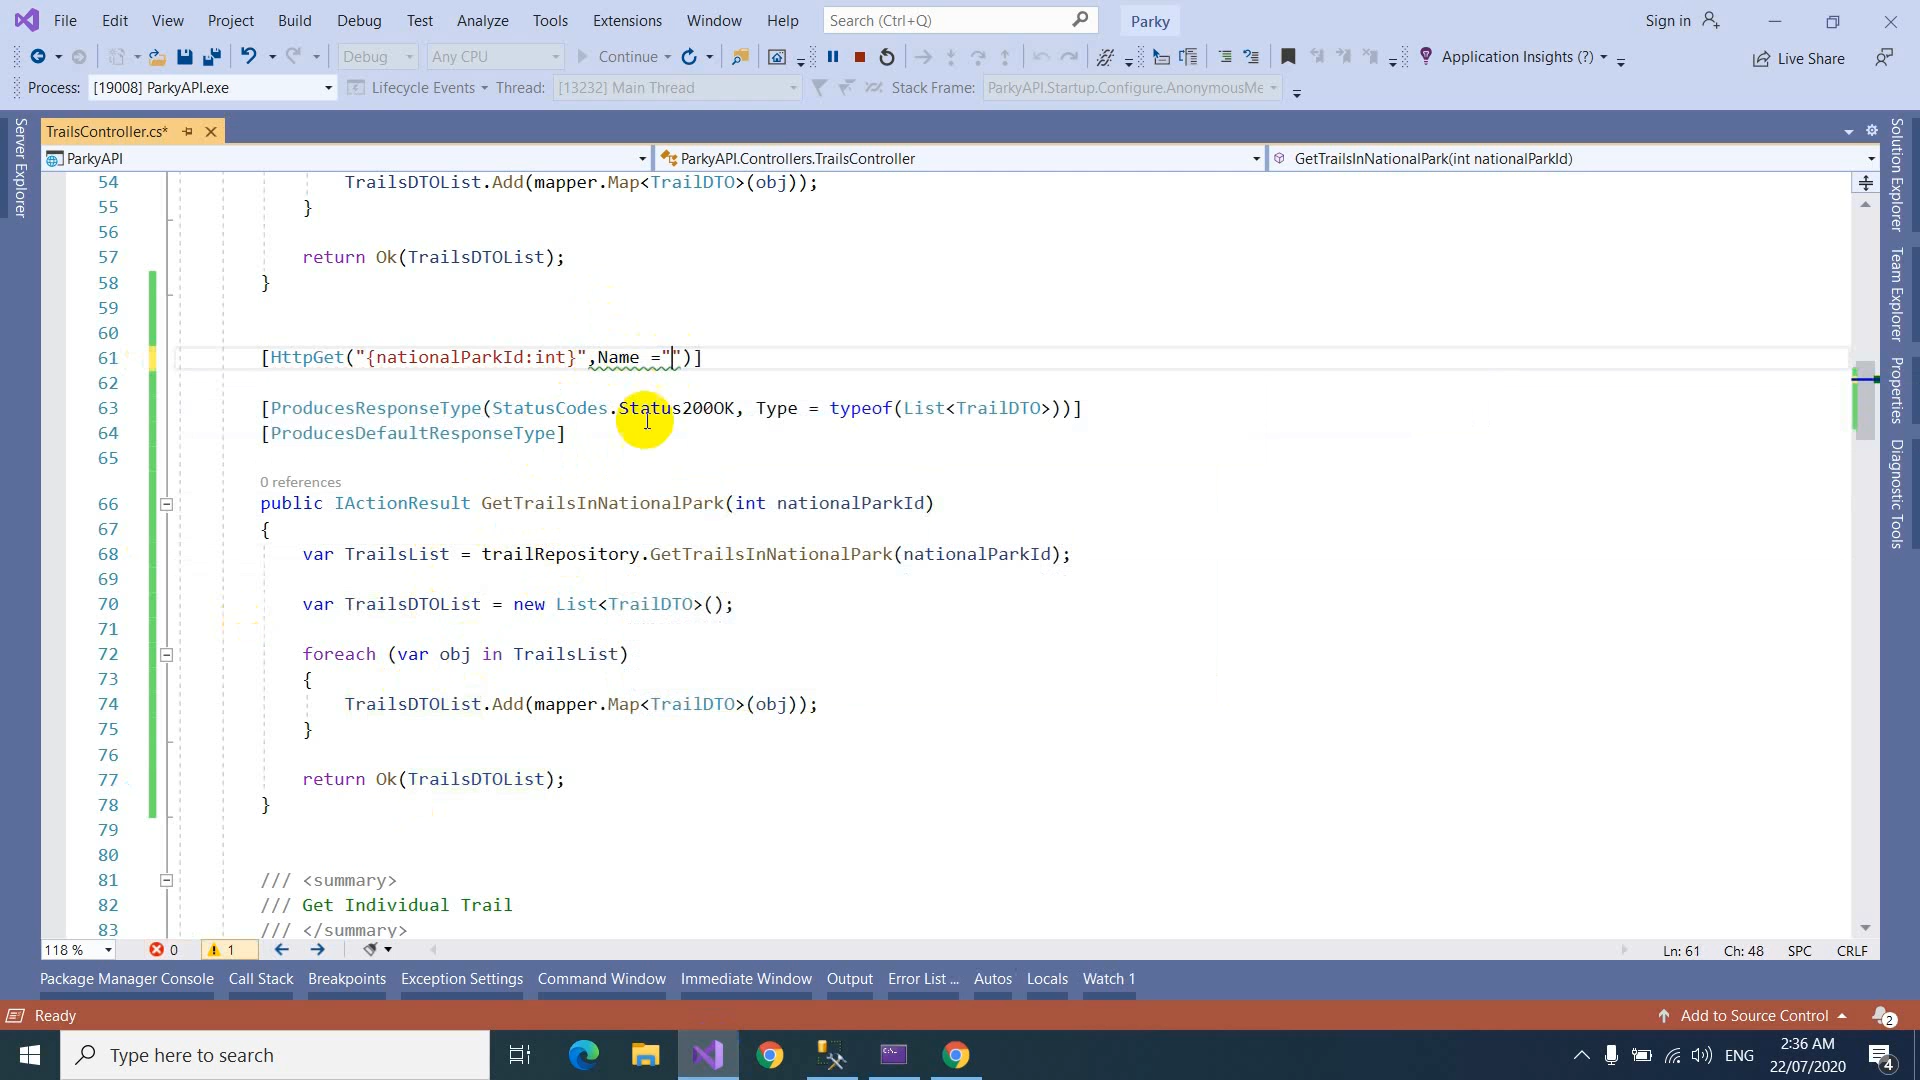 File Edit View Project Build Debug Test Analyze Tools Extensions Window Help Search (Ctrl+Q) Parky Sign in
Debug Any CPU Continue Application Insights (?) Live Share
Process: [19008] ParkyAPI.exe Lifecycle Events Thread: [13232] Main Thread Stack Frame: ParkyAPI.Startup.Configure.AnonymousMe
Server Explorer
TrailsController.cs*
ParkyAPI ParkyAPI.Controllers.TrailsController GetTrailsInNationalPark(int nationalParkId)
54 TrailsDTOList.Add(mapper.Map<TrailDTO>(obj));
55 }
56
57 return Ok(TrailsDTOList);
58 }
59
60
61 [HttpGet("{nationalParkId:int}",Name ="")]
62
63 [ProducesResponseType(StatusCodes.Status200OK, Type = typeof(List<TrailDTO>))]
64 [ProducesDefaultResponseType]
65
0 references
66 public IActionResult GetTrailsInNationalPark(int nationalParkId)
67 {
68 var TrailsList = trailRepository.GetTrailsInNationalPark(nationalParkId);
69
70 var TrailsDTOList = new List<TrailDTO>();
71
72 foreach (var obj in TrailsList)
73 {
74 TrailsDTOList.Add(mapper.Map<TrailDTO>(obj));
75 }
76
77 return Ok(TrailsDTOList);
78 }
79
80
81 /// <summary>
82 /// Get Individual Trail
83 /// </summary>
Solution Explorer
Team Explorer
Properties
Diagnostic Tools
118 % 0 1 Ln: 61 Ch: 48 SPC CRLF
Package Manager Console Call Stack Breakpoints Exception Settings Command Window Immediate Window Output Error List ... Autos Locals Watch 1
Ready Add to Source Control 2
Type here to search ENG 2:36 AM
22/07/2020 4